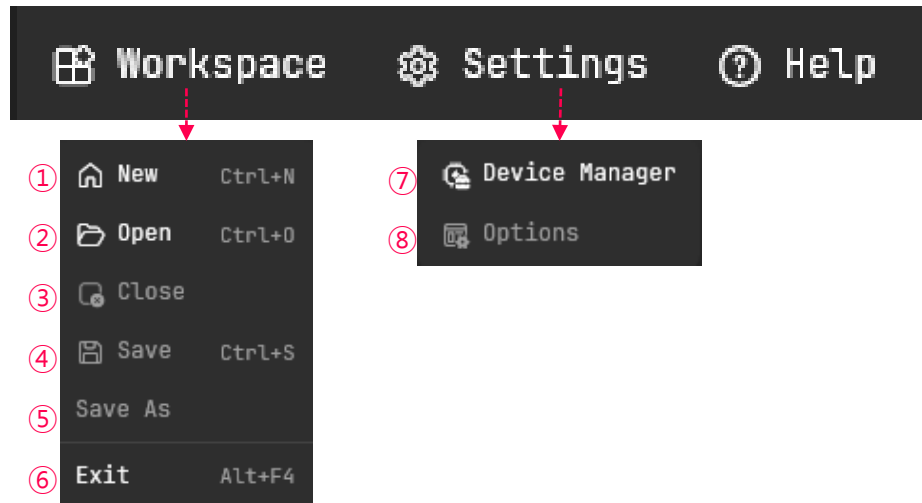 Workspace Settings Help
① New Ctrl+N
② Open Ctrl+O
③ Close
④ Save Ctrl+S
⑤ Save As
⑥ Exit Alt+F4
⑦ Device Manager
⑧ Options